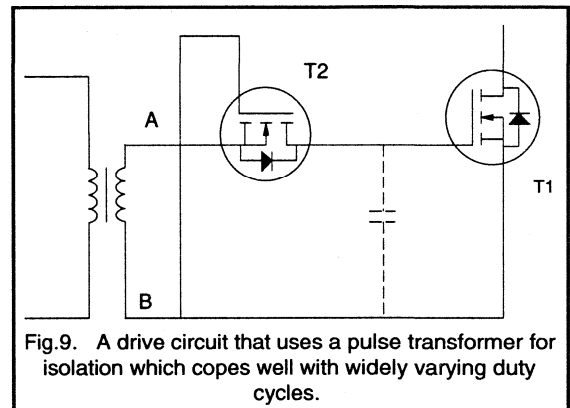 T2
A
T1
B
Fig.9. A drive circuit that uses a pulse transformer for
isolation which copes well with widely varying duty
cycles.